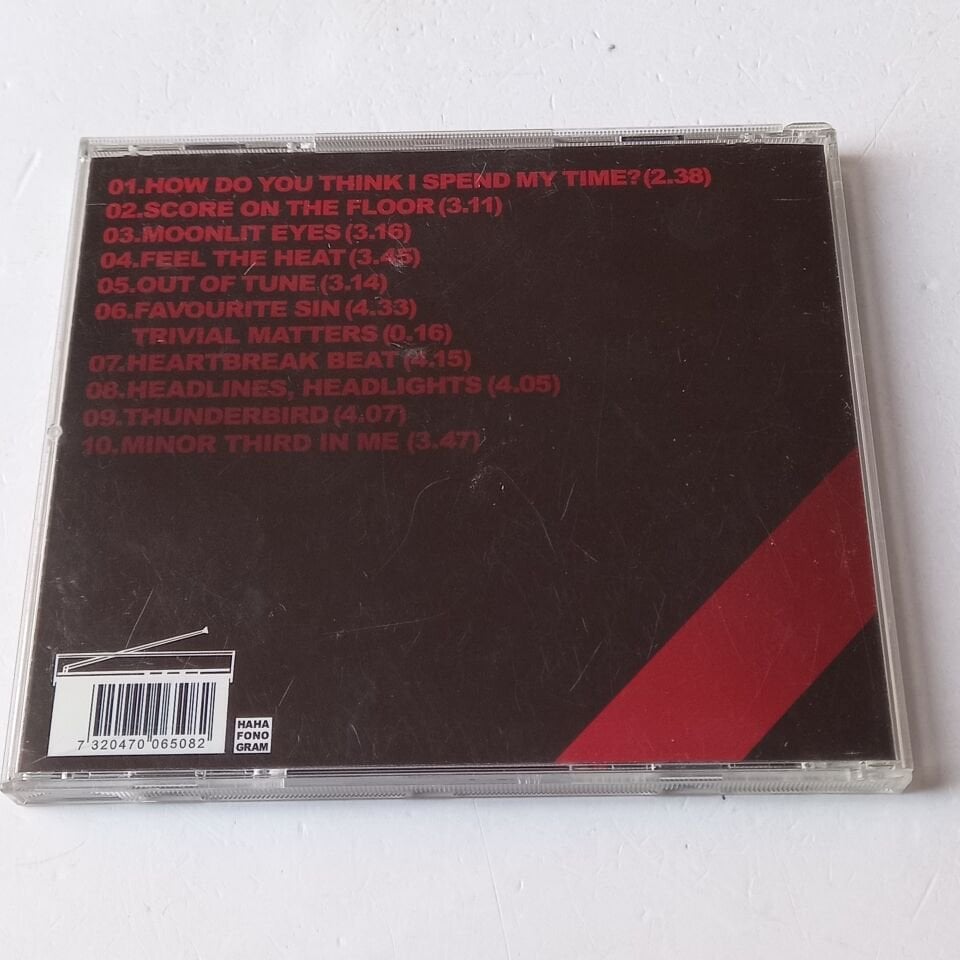 01.HOW DO YOU THINK I SPEND MY TIME?(2.38)
02.SCORE ON THE FLOOR(3.11)
03.MOONLIT EYES(3.16)
04.FEEL THE HEAT(3.45)
05.OUT OF TUNE(3.14)
06.FAVOURITE SIN(4.33)
TRIVIAL MATTERS(0.16)
07.HEARTBREAK BEAT(4.15)
08.HEADLINES, HEADLIGHTS (4.05)
09.THUNDERBIRD(4.07)
10.MINOR THIRD IN ME (3.47)
7 320470 065082
HAHA
FONO
GRAM